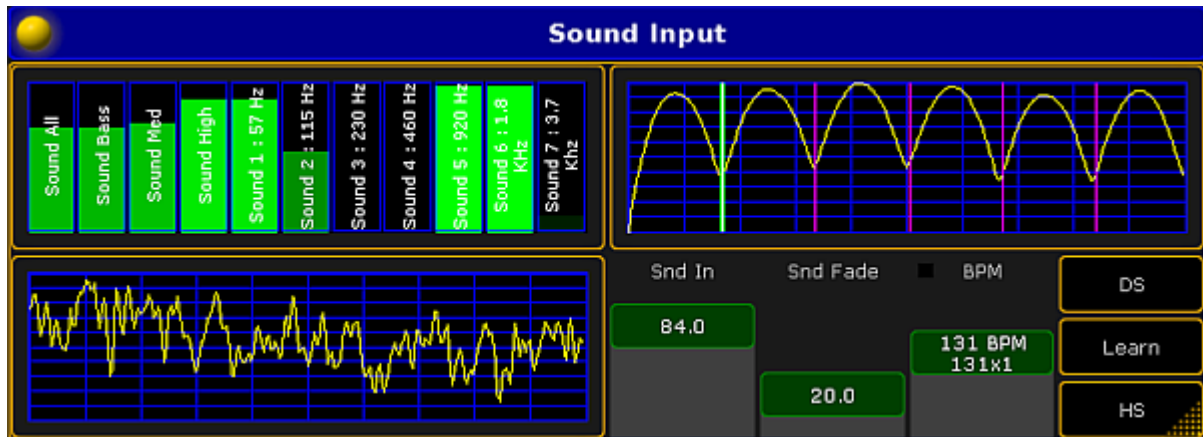 Sound Input
Sound All
Sound Bass
Sound Med
Sound High
Sound 1 : 57 Hz
Sound 2 : 115 Hz
Sound 3 : 230 Hz
Sound 4 : 460 Hz
Sound 5 : 920 Hz
Sound 6 : 1.8
KHz
Sound 7 : 3.7
Khz
Snd In
Snd Fade
BPM
DS
84.0
131 BPM
131x1
Learn
20.0
HS